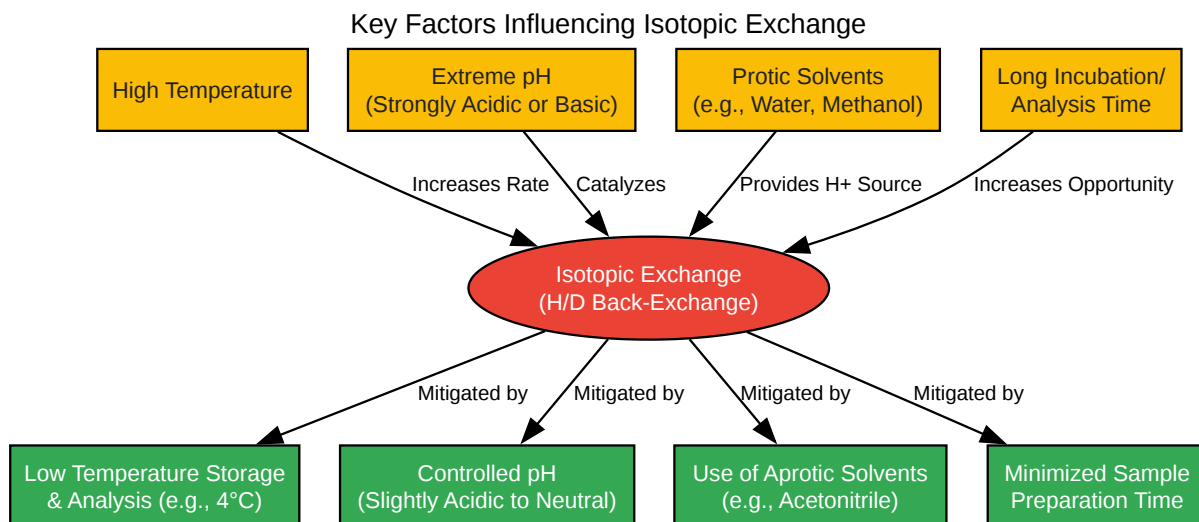 Key Factors Influencing Isotopic Exchange
High Temperature
Extreme pH
(Strongly Acidic or Basic)
Protic Solvents
(e.g., Water, Methanol)
Long Incubation/
Analysis Time
Increases Rate
Catalyzes
Provides H+ Source
Increases Opportunity
Isotopic Exchange
(H/D Back-Exchange)
Mitigated by
Mitigated by
Mitigated by
Mitigated by
Low Temperature Storage
& Analysis (e.g., 4°C)
Controlled pH
(Slightly Acidic to Neutral)
Use of Aprotic Solvents
(e.g., Acetonitrile)
Minimized Sample
Preparation Time